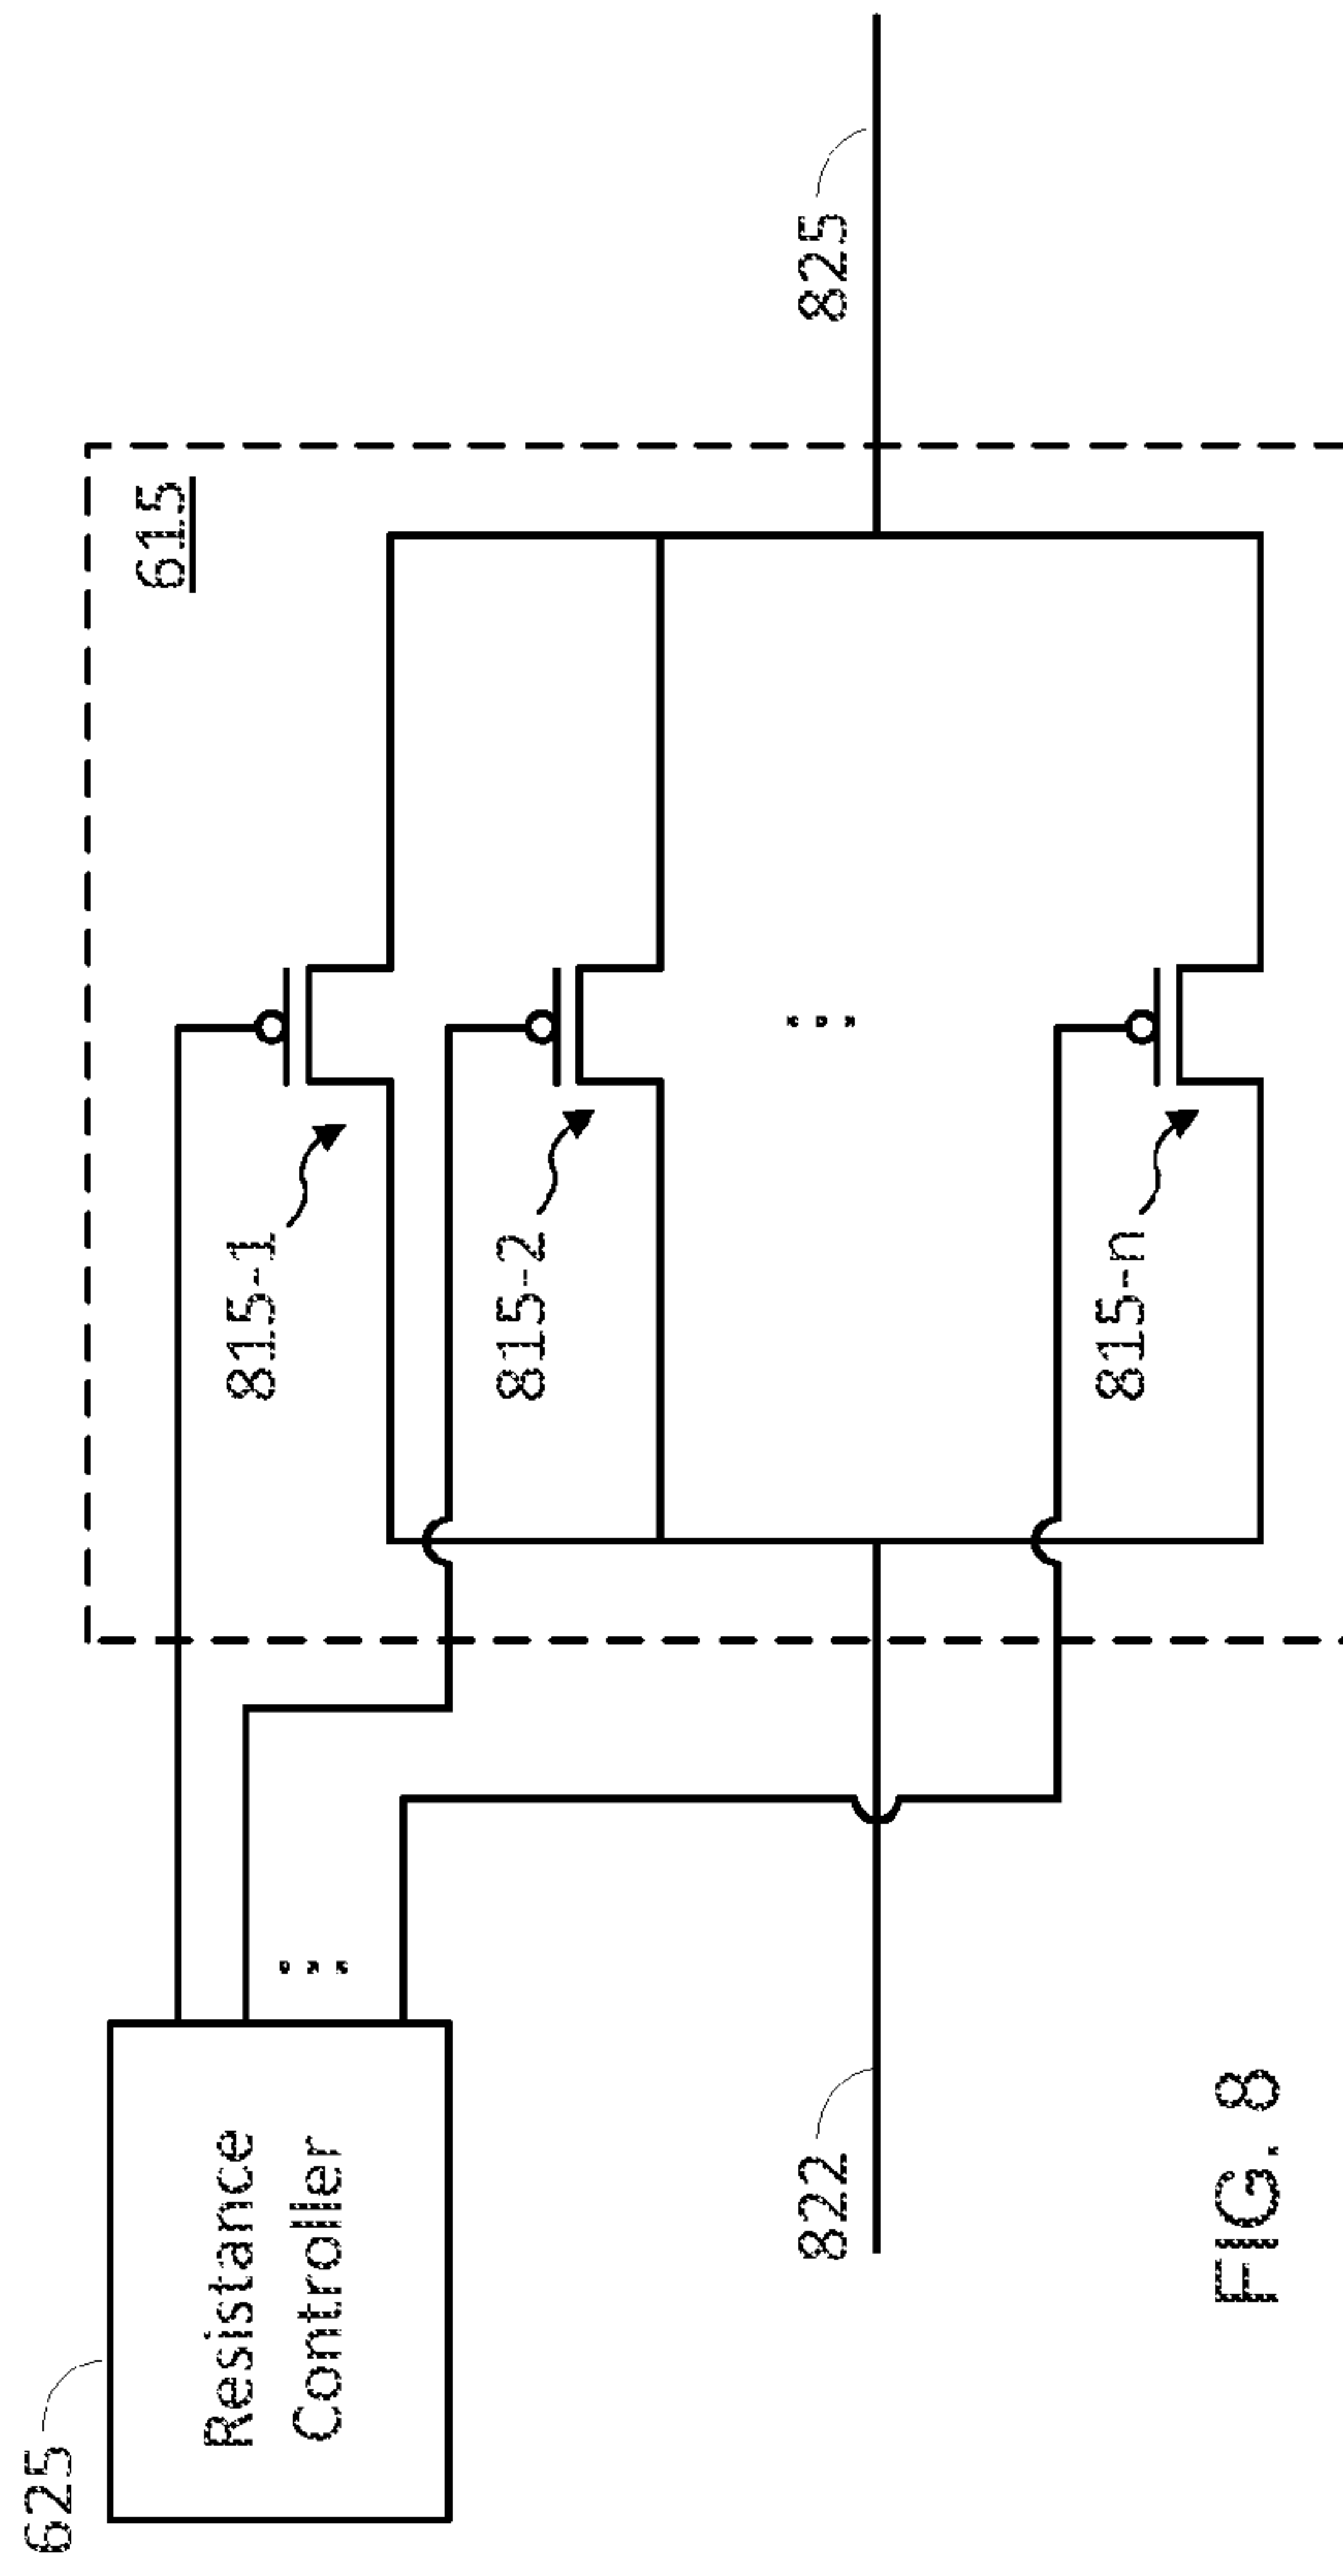 625
Resistance
Controller
615
815-1
815-2
...
...
815-n
822
825
FIG. 8